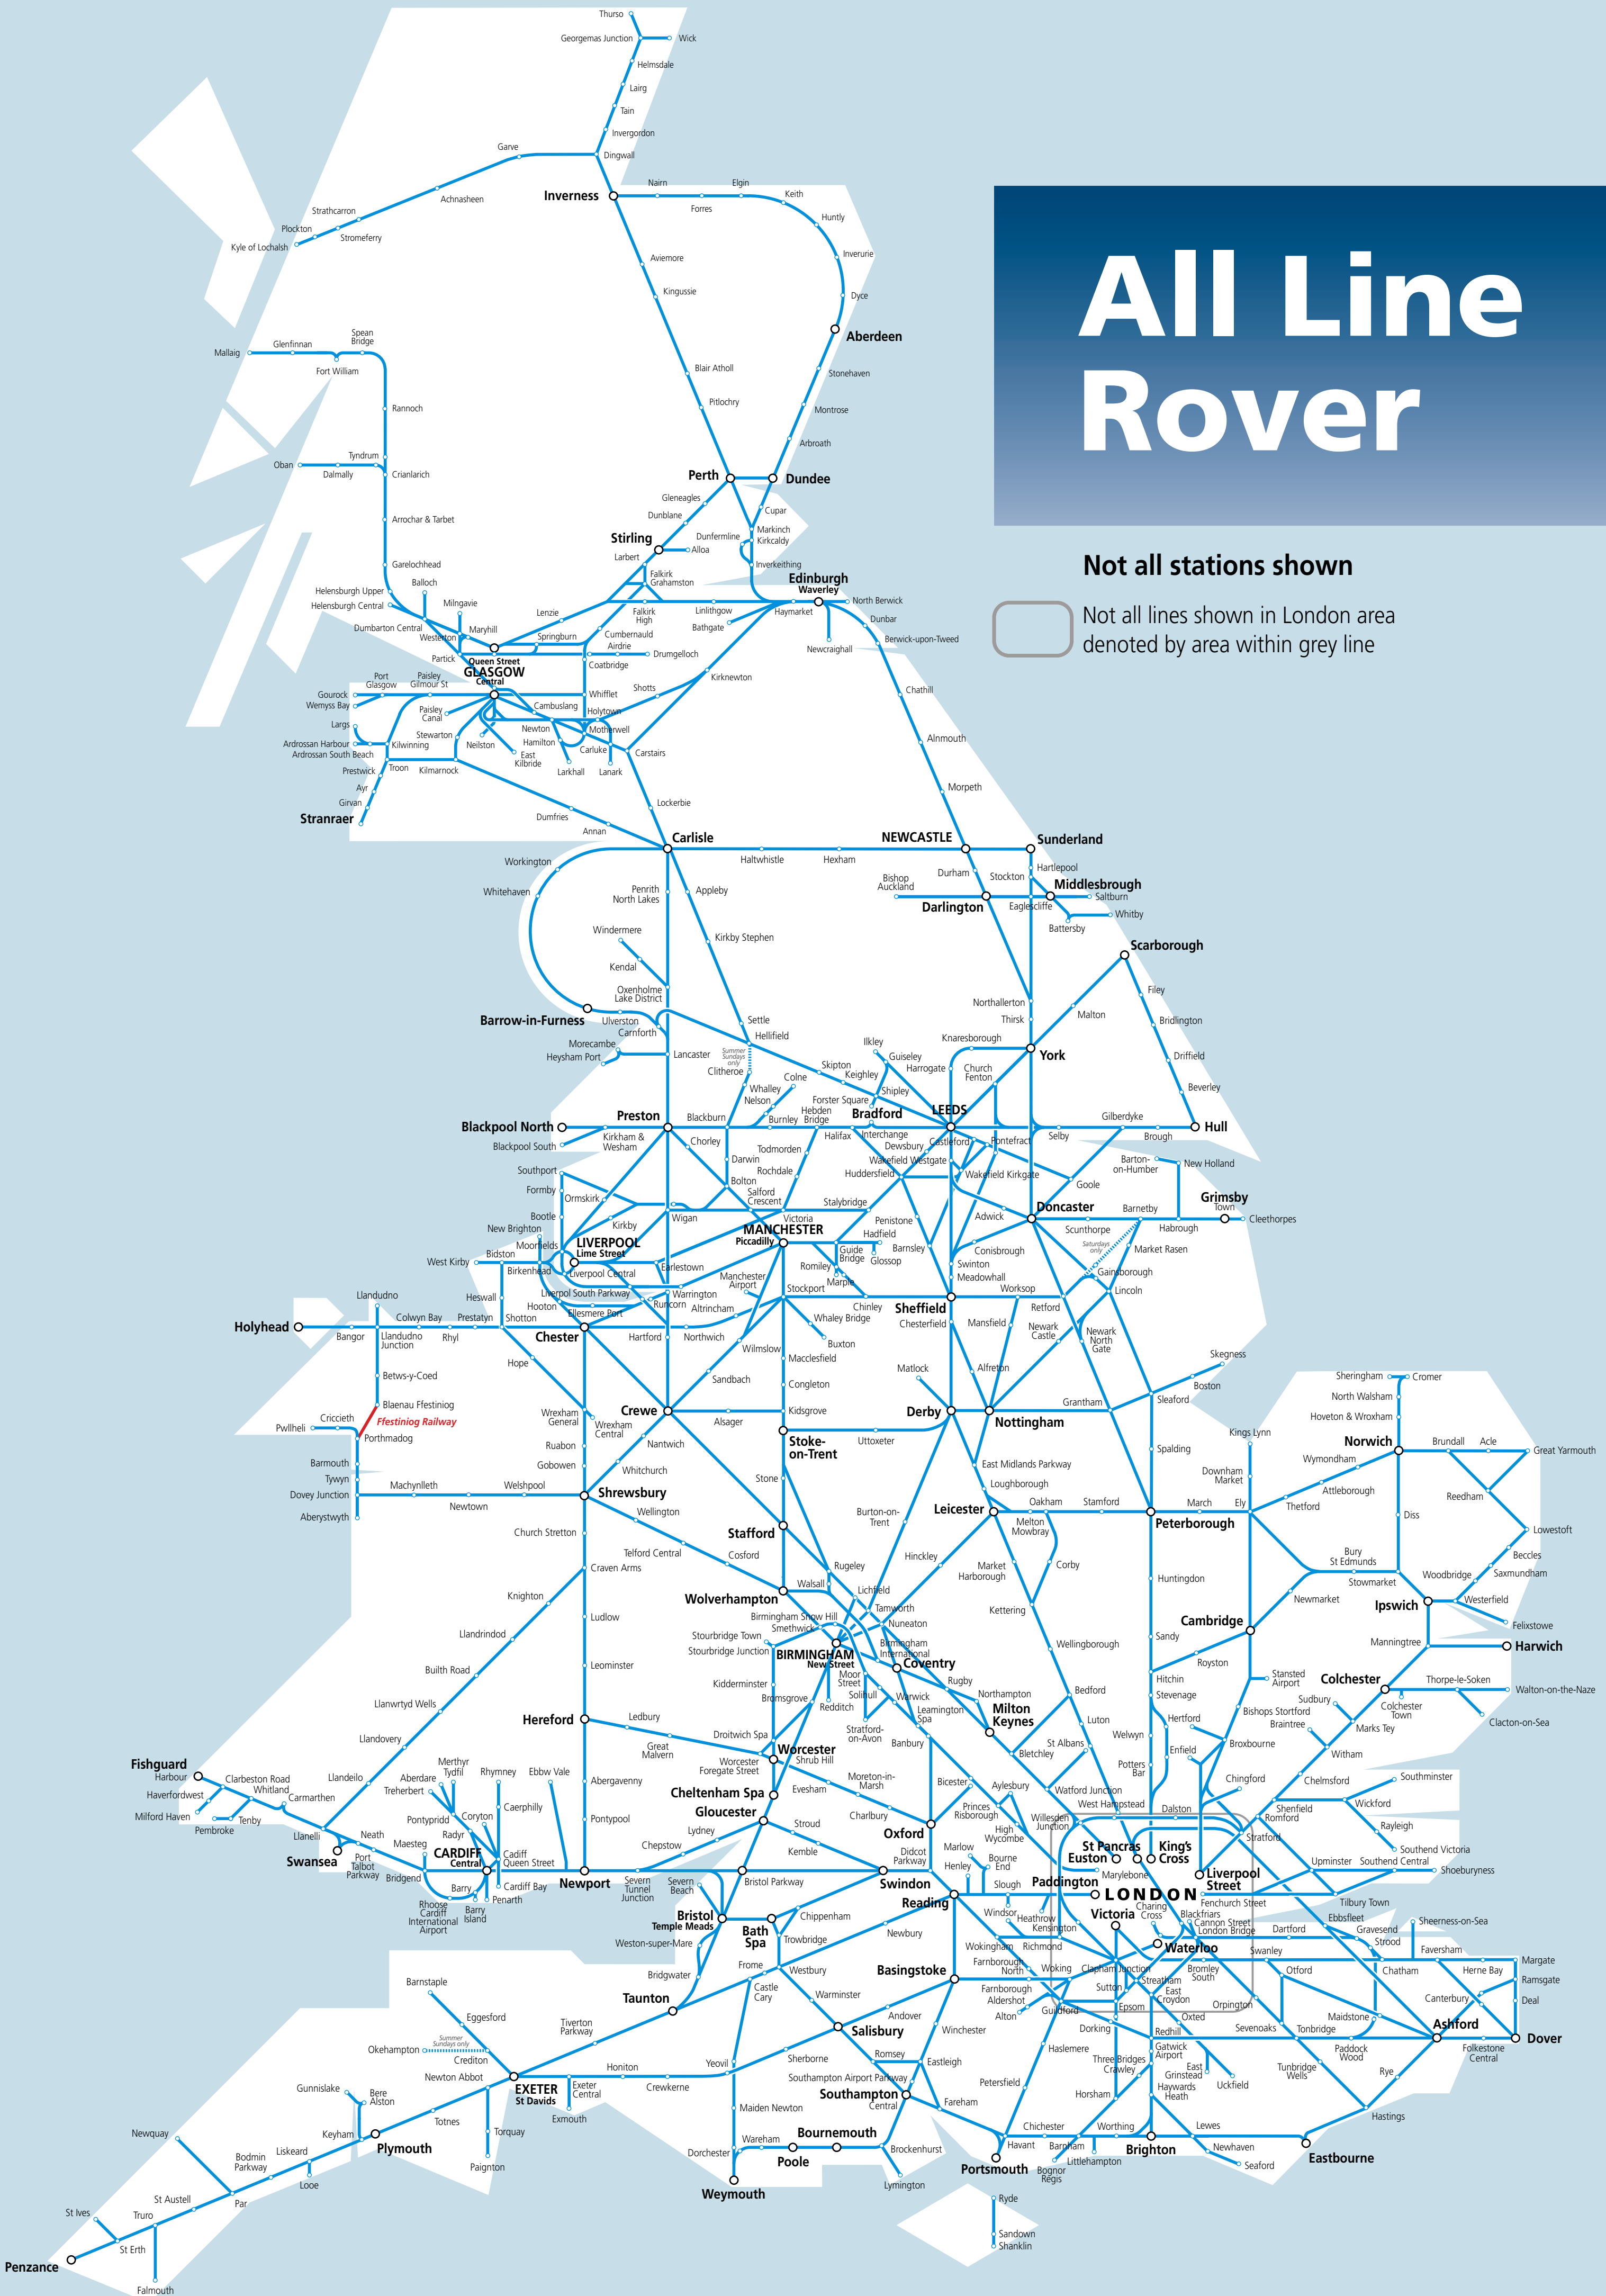 All Line
Rover
Not all stations shown
Not all lines shown in London area
denoted by area within grey line
Thurso
Georgemas Junction
Wick
Helmsdale
Lairg
Tain
Invergordon
Dingwall
Garve
Achnasheen
Strathcarron
Plockton
Stromeferry
Kyle of Lochalsh
Inverness
Nairn
Forres
Elgin
Keith
Huntly
Inverurie
Dyce
Aberdeen
Aviemore
Kingussie
Blair Atholl
Pitlochry
Stonehaven
Montrose
Arbroath
Mallaig
Glenfinnan
Fort William
Spean
Bridge
Rannoch
Oban
Dalmally
Tyndrum
Crianlarich
Arrochar & Tarbet
Garelochhead
Perth
Dundee
Gleneagles
Dunblane
Cupar
Markinch
Kirkcaldy
Dunfermline
Inverkeithing
Stirling
Alloa
Larbert
Falkirk
Grahamston
Edinburgh
Waverley
Haymarket
North Berwick
Dunbar
Berwick-upon-Tweed
Newcraighall
Helensburgh Upper
Helensburgh Central
Balloch
Milngavie
Dumbarton Central
Westerton
Maryhill
Lenzie
Springburn
Falkirk
High
Linlithgow
Bathgate
Cumbernauld
Airdrie
Drumgelloch
Coatbridge
Partick
Queen Street
GLASGOW
Central
Kirknewton
Shotts
Whifflet
Port
Glasgow
Paisley
Gilmour St
Gourock
Wemyss Bay
Paisley
Canal
Cambuslang
Holytown
Largs
Newton
Motherwell
Stewarton
Neilston
Hamilton
Carluke
Carstairs
Ardrossan Harbour
Ardrossan South Beach
Kilwinning
East
Kilbride
Larkhall
Lanark
Prestwick
Troon
Kilmarnock
Ayr
Girvan
Stranraer
Dumfries
Annan
Lockerbie
Chathill
Alnmouth
Morpeth
Carlisle
Haltwhistle
Hexham
NEWCASTLE
Sunderland
Hartlepool
Stockton
Durham
Bishop
Auckland
Darlington
Eaglescliffe
Middlesbrough
Saltburn
Whitby
Battersby
Workington
Whitehaven
Penrith
North Lakes
Appleby
Kirkby Stephen
Windermere
Kendal
Oxenholme
Lake District
Barrow-in-Furness
Ulverston
Carnforth
Settle
Hellifield
Summer
Sundays
only
Clitheroe
Morecambe
Heysham Port
Lancaster
Scarborough
Filey
Bridlington
Driffield
Beverley
Northallerton
Thirsk
Malton
York
Knaresborough
Harrogate
Church
Fenton
Ilkley
Guiseley
Skipton
Keighley
Shipley
Forster Square
Bradford
Interchange
LEEDS
Whalley
Colne
Nelson
Burnley
Hebden
Bridge
Halifax
Blackpool North
Blackpool South
Preston
Kirkham &
Wesham
Blackburn
Chorley
Darwin
Bolton
Todmorden
Rochdale
Dewsbury
Castleford
Pontefract
Selby
Gilberdyke
Brough
Hull
Wakefield Westgate
Wakefield Kirkgate
Huddersfield
Goole
Barton-
on-Humber
New Holland
Grimsby
Town
Cleethorpes
Habrough
Barnetby
Scunthorpe
Doncaster
Adwick
Saturdays
only
Market Rasen
Gainsborough
Lincoln
Southport
Formby
Ormskirk
Bootle
Kirkby
Wigan
Salford
Crescent
Victoria
MANCHESTER
Piccadilly
Stalybridge
Penistone
Hadfield
Guide
Bridge
Glossop
Barnsley
Conisbrough
Swinton
Meadowhall
New Brighton
Moorfields
LIVERPOOL
Lime Street
Bidston
Birkenhead
West Kirby
Liverpool Central
Earlestown
Romiley
Marple
Manchester
Airport
Stockport
Liverpol South Parkway
Warrington
Runcorn
Altrincham
Hooton
Ellesmere Port
Heswall
Chinley
Sheffield
Worksop
Retford
Chesterfield
Mansfield
Newark
Castle
Newark
North
Gate
Whaley Bridge
Buxton
Holyhead
Bangor
Llandudno
Llandudno
Junction
Colwyn Bay
Rhyl
Prestatyn
Shotton
Chester
Hartford
Northwich
Wilmslow
Macclesfield
Hope
Sandbach
Congleton
Matlock
Alfreton
Skegness
Boston
Sleaford
Grantham
Betws-y-Coed
Blaenau Ffestiniog
Ffestiniog Railway
Criccieth
Pwllheli
Porthmadog
Barmouth
Tywyn
Dovey Junction
Aberystwyth
Machynlleth
Newtown
Welshpool
Wrexham
General
Wrexham
Central
Ruabon
Gobowen
Crewe
Alsager
Kidsgrove
Nantwich
Whitchurch
Stoke-
on-Trent
Uttoxeter
Derby
Nottingham
East Midlands Parkway
Loughborough
Spalding
Shrewsbury
Wellington
Telford Central
Cosford
Stone
Stafford
Burton-on-
Trent
Leicester
Oakham
Melton
Mowbray
Stamford
Peterborough
March
Ely
Kings Lynn
Downham
Market
Sheringham
Cromer
North Walsham
Hoveton & Wroxham
Norwich
Brundall
Acle
Great Yarmouth
Wymondham
Attleborough
Thetford
Reedham
Lowestoft
Diss
Beccles
Saxmundham
Woodbridge
Westerfield
Felixstowe
Bury
St Edmunds
Stowmarket
Newmarket
Ipswich
Manningtree
Harwich
Church Stretton
Craven Arms
Knighton
Ludlow
Llandrindod
Builth Road
Leominster
Llanwrtyd Wells
Llandovery
Llandeilo
Hereford
Ledbury
Great
Malvern
Rugeley
Walsall
Lichfield
Wolverhampton
Tamworth
Nuneaton
Birmingham Snow Hill
Smethwick
Stourbridge Town
Stourbridge Junction
BIRMINGHAM
New Street
Birmingham
International
Coventry
Moor
Street
Solihull
Kidderminster
Bromsgrove
Redditch
Warwick
Leamington
Spa
Rugby
Northampton
Droitwich Spa
Stratford-
on-Avon
Banbury
Hinckley
Market
Harborough
Corby
Kettering
Wellingborough
Bedford
Milton
Keynes
Bletchley
Luton
St Albans
Huntingdon
Sandy
Hitchin
Stevenage
Welwyn
Potters
Bar
Cambridge
Royston
Stansted
Airport
Bishops Stortford
Hertford
Broxbourne
Enfield
Colchester
Colchester
Town
Thorpe-le-Soken
Walton-on-the-Naze
Clacton-on-Sea
Sudbury
Marks Tey
Braintree
Witham
Chelmsford
Chingford
Southminster
Wickford
Shenfield
Romford
Rayleigh
Southend Victoria
Stratford
Upminster
Southend Central
Shoeburyness
Tilbury Town
Worcester
Shrub Hill
Worcester
Foregate Street
Evesham
Moreton-in-
Marsh
Charlbury
Cheltenham Spa
Gloucester
Stroud
Kemble
Lydney
Chepstow
Oxford
Bicester
Aylesbury
Princes
Risborough
High
Wycombe
Watford Junction
West Hampstead
Willesden
Junction
Dalston
St Pancras
Euston
King's
Cross
Marylebone
Liverpool
Street
Paddington
LONDON
Fenchurch Street
Charing
Cross
Blackfriars
Cannon Street
London Bridge
Victoria
Waterloo
Fishguard
Harbour
Clarbeston Road
Haverfordwest
Whitland
Carmarthen
Milford Haven
Tenby
Pembroke
Llanelli
Swansea
Neath
Port
Talbot
Parkway
Maesteg
Bridgend
Merthyr
Tydfil
Aberdare
Treherbert
Pontypridd
Rhymney
Ebbw Vale
Caerphilly
Coryton
Radyr
Abergavenny
Pontypool
CARDIFF
Central
Cadiff
Queen Street
Cardiff Bay
Penarth
Barry
Barry
Island
Rhoose
Cardiff
International
Airport
Newport
Severn
Tunnel
Junction
Severn
Beach
Bristol Parkway
Swindon
Didcot
Parkway
Reading
Marlow
Henley
Bourne
End
Slough
Windsor
Heathrow
Kensington
Bristol
Temple Meads
Bath
Spa
Chippenham
Trowbridge
Weston-super-Mare
Bridgwater
Newbury
Frome
Westbury
Castle
Cary
Warminster
Wokingham
Richmond
Farnborough
North
Woking
Clapham Junction
Basingstoke
Farnborough
Aldershot
Guildford
Alton
Sutton
Epsom
Streatham
East
Croydon
Bromley
South
Orpington
Dartford
Ebbsfleet
Gravesend
Strood
Swanley
Otford
Chatham
Sheerness-on-Sea
Faversham
Herne Bay
Margate
Ramsgate
Deal
Canterbury
Maidstone
Ashford
Dover
Folkestone
Central
Sevenoaks
Tonbridge
Paddock
Wood
Tunbridge
Wells
Rye
Hastings
Oxted
Dorking
Redhill
Gatwick
Airport
Three Bridges
Crawley
East
Grinstead
Uckfield
Horsham
Haywards
Heath
Barnstaple
Eggesford
Summer
Sundays only
Okehampton
Crediton
Taunton
Tiverton
Parkway
Salisbury
Andover
Winchester
Haslemere
Sherborne
Romsey
Eastleigh
Yeovil
Southampton Airport Parkway
Petersfield
Newton Abbot
EXETER
St Davids
Exeter
Central
Exmouth
Honiton
Crewkerne
Southampton
Central
Fareham
Maiden Newton
Gunnislake
Bere
Alston
Totnes
Torquay
Paignton
Keyham
Plymouth
Dorchester
Wareham
Bournemouth
Poole
Brockenhurst
Lymington
Weymouth
Portsmouth
Havant
Chichester
Barnham
Bognor
Regis
Littlehampton
Worthing
Brighton
Lewes
Newhaven
Seaford
Eastbourne
Ryde
Sandown
Shanklin
Newquay
Liskeard
Bodmin
Parkway
Looe
Par
St Austell
Truro
St Ives
St Erth
Penzance
Falmouth